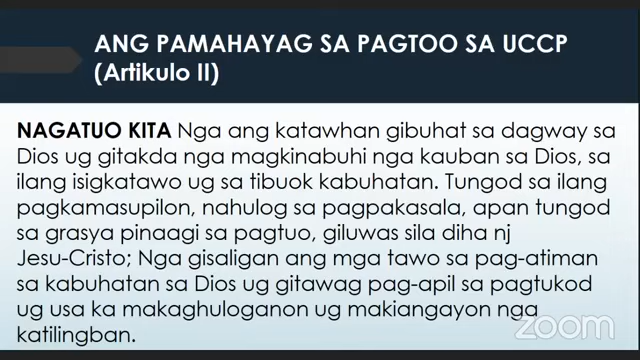 ANG PAMAHAYAG SA PAGTOO SA UCCP
(Artikulo II)
NAGATUO KITA Nga ang katawhan gibuhat sa dagway sa
Dios ug gitakda nga magkinabuhi nga kauban sa Dios, sa
ilang isigkatawo ug sa tibuok kabuhatan. Tungod sa ilang
pagkamasupilon, nahulog sa pagpakasala, apan tungod
sa grasya pinaagi sa pagtuo, giluwas sila diha nj
Jesu-Cristo; Nga gisaligan ang mga tawo sa pag-atiman
sa kabuhatan sa Dios ug gitawag pag-apil sa pagtukod
ug usa ka makaghuloganon ug makiangayon nga
katilingban.
zoom